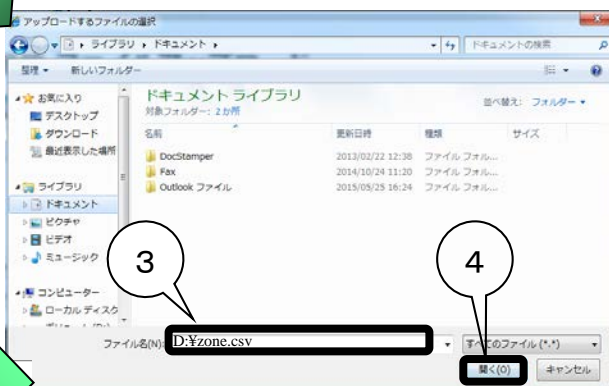 アップロードするファイルの選択
ライブラリ ▸ ドキュメント ▸
ドキュメントの検索
整理 ▾ 新しいフォルダー
お気に入り
デスクトップ
ダウンロード
最近表示した場所
ライブラリ
ドキュメント
ピクチャ
ビデオ
ミュージック
コンピューター
ローカル ディスク
ドキュメント ライブラリ
対象フォルダー: 2 か所
並べ替え: フォルダー ▾
名前 更新日時 種類 サイズ
DocStamper 2013/02/22 12:38 ファイル フォル...
Fax 2014/10/24 11:20 ファイル フォル...
Outlook ファイル 2015/05/25 16:24 ファイル フォル...
3
4
ファイル名(N): D:¥zone.csv すべてのファイル (*.*)
開く(O) キャンセル